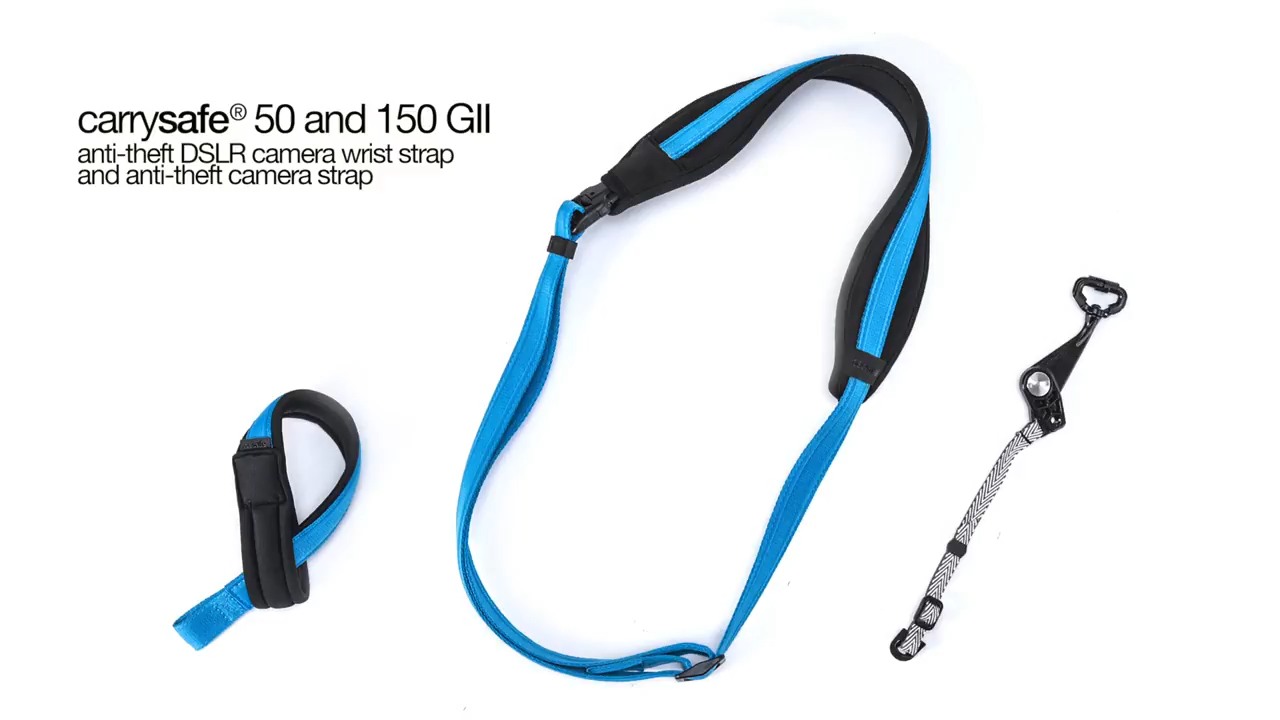 carrysafe® 50 and 150 GII
anti-theft DSLR camera wrist strap
and anti-theft camera strap